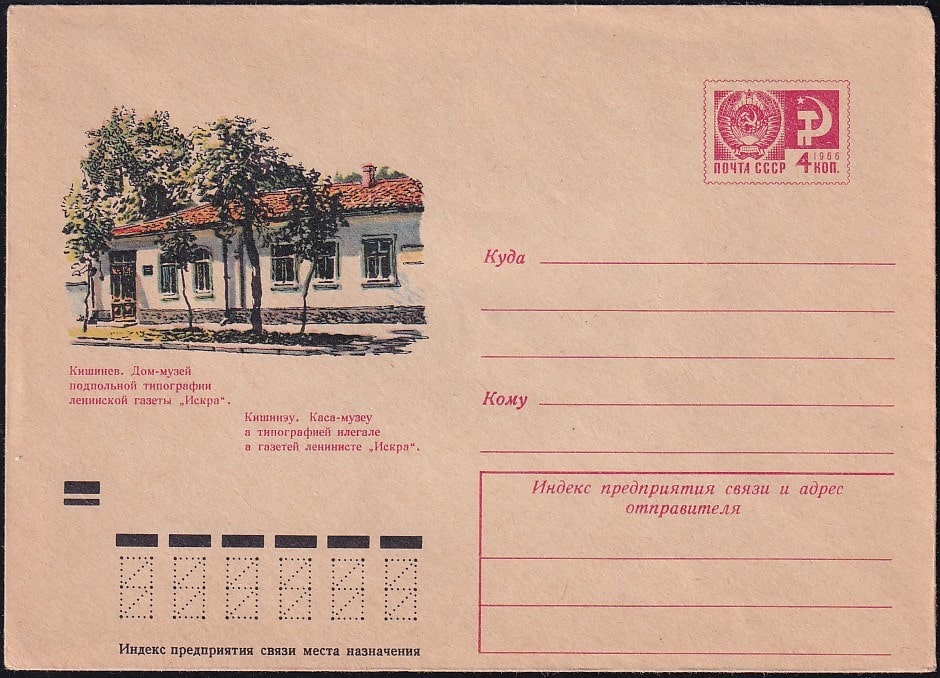 ПОЧТА СССР
1966
4 КОП.
Кишинев. Дом-музей
подпольной типографии
ленинской газеты „Искра“.
Кишинэу. Каса-музеу
а типографией илегале
а газетей ленинисте „Искра“.
Куда
Кому
Индекс предприятия связи и адрес
отправителя
Индекс предприятия связи места назначения